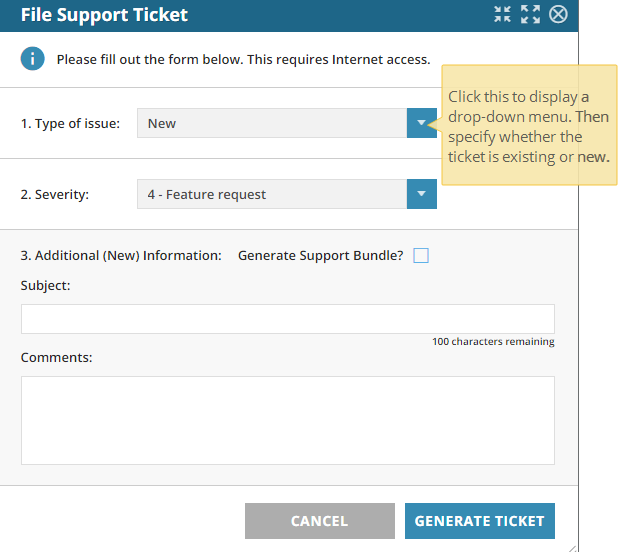 File Support Ticket
Please fill out the form below. This requires Internet access.
1. Type of issue:
New
Click this to display a
drop-down menu. Then
specify whether the
ticket is existing or new.
2. Severity:
4 - Feature request
3. Additional (New) Information:
Generate Support Bundle?
Subject:
100 characters remaining
Comments:
CANCEL
GENERATE TICKET